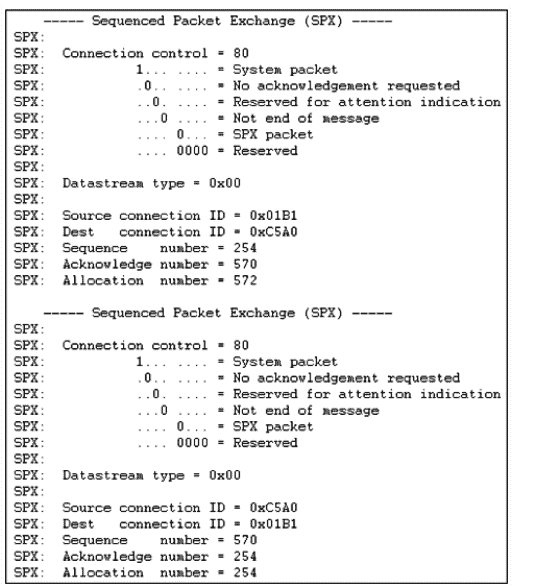 ----- Sequenced Packet Exchange (SPX) -----
SPX:
SPX: Connection control = 80
SPX: 1... .... = System packet
SPX: .0.. .... = No acknowledgement requested
SPX: ..0. .... = Reserved for attention indication
SPX: ...0 .... = Not end of message
SPX: .... 0... = SPX packet
SPX: .... 0000 = Reserved
SPX:
SPX: Datastream type = 0x00
SPX:
SPX: Source connection ID = 0x01B1
SPX: Dest connection ID = 0xC5A0
SPX: Sequence number = 254
SPX: Acknowledge number = 570
SPX: Allocation number = 572
----- Sequenced Packet Exchange (SPX) -----
SPX:
SPX: Connection control = 80
SPX: 1... .... = System packet
SPX: .0.. .... = No acknowledgement requested
SPX: ..0. .... = Reserved for attention indication
SPX: ...0 .... = Not end of message
SPX: .... 0... = SPX packet
SPX: .... 0000 = Reserved
SPX:
SPX: Datastream type = 0x00
SPX:
SPX: Source connection ID = 0xC5A0
SPX: Dest connection ID = 0x01B1
SPX: Sequence number = 570
SPX: Acknowledge number = 254
SPX: Allocation number = 254